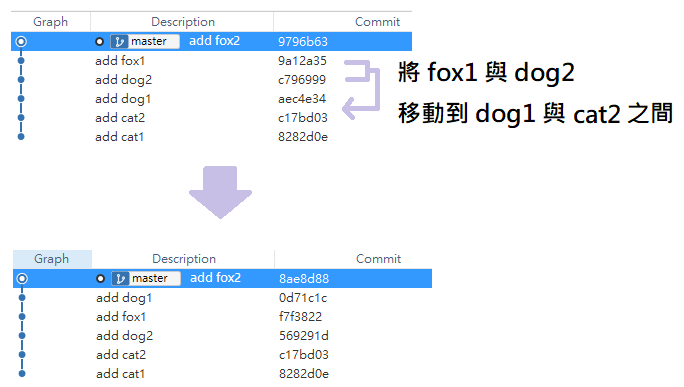 Graph Description Commit
master add fox2 9796b63
add fox1 9a12a35
add dog2 c796999
add dog1 aec4e34
add cat2 c17bd03
add cat1 8282d0e
將 fox1 與 dog2
移動到 dog1 與 cat2 之間
Graph Description Commit
master add fox2 8ae8d88
add dog1 0d71c1c
add fox1 f7f3822
add dog2 569291d
add cat2 c17bd03
add cat1 8282d0e